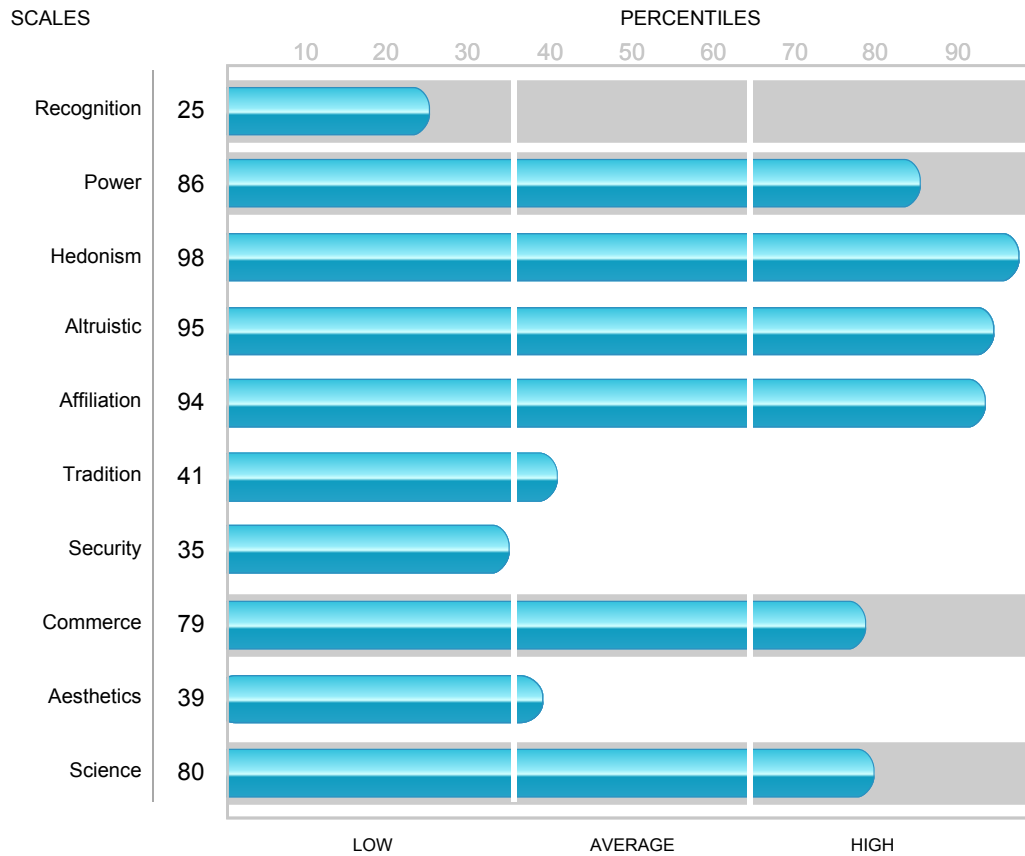 SCALES PERCENTILES
10 20 30 40 50 60 70 80 90
Recognition 25
Power 86
Hedonism 98
Altruistic 95
Affiliation 94
Tradition 41
Security 35
Commerce 79
Aesthetics 39
Science 80
LOW AVERAGE HIGH